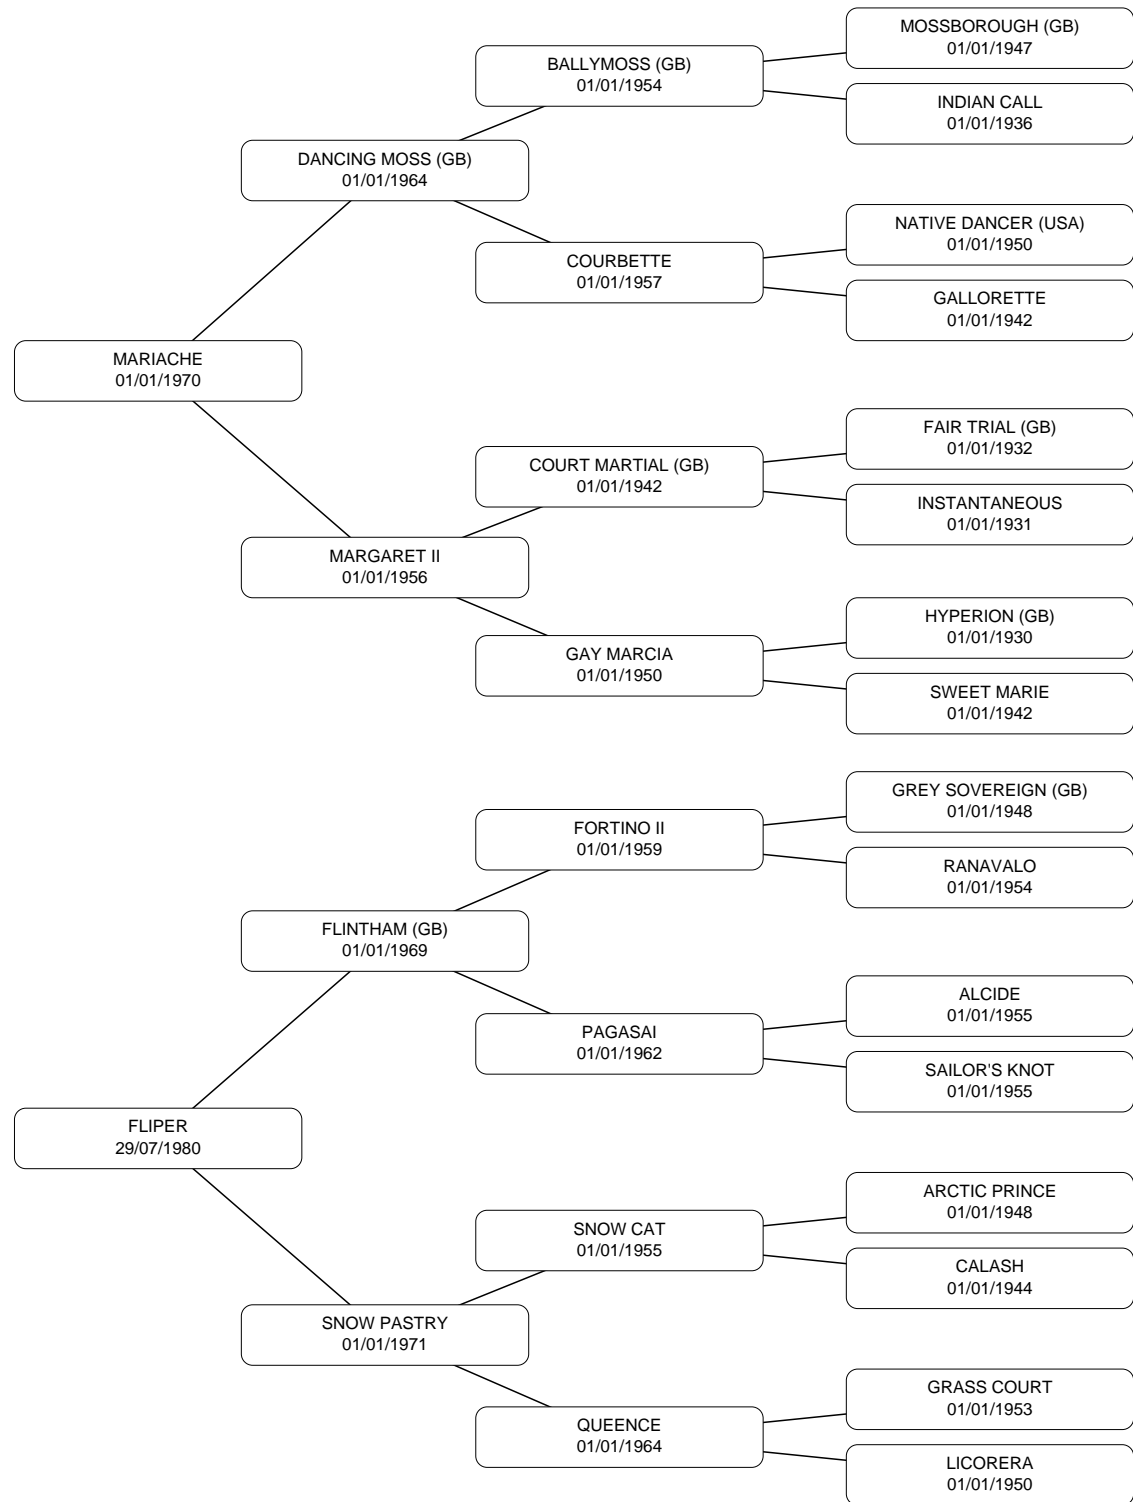 MOSSBOROUGH (GB)
01/01/1947
BALLYMOSS (GB)
01/01/1954
INDIAN CALL
01/01/1936
DANCING MOSS (GB)
01/01/1964
NATIVE DANCER (USA)
01/01/1950
COURBETTE
01/01/1957
GALLORETTE
01/01/1942
MARIACHE
01/01/1970
FAIR TRIAL (GB)
01/01/1932
COURT MARTIAL (GB)
01/01/1942
INSTANTANEOUS
01/01/1931
MARGARET II
01/01/1956
HYPERION (GB)
01/01/1930
GAY MARCIA
01/01/1950
SWEET MARIE
01/01/1942
GREY SOVEREIGN (GB)
01/01/1948
FORTINO II
01/01/1959
RANAVALO
01/01/1954
FLINTHAM (GB)
01/01/1969
ALCIDE
01/01/1955
PAGASAI
01/01/1962
SAILOR'S KNOT
01/01/1955
FLIPER
29/07/1980
ARCTIC PRINCE
01/01/1948
SNOW CAT
01/01/1955
CALASH
01/01/1944
SNOW PASTRY
01/01/1971
GRASS COURT
01/01/1953
QUEENCE
01/01/1964
LICORERA
01/01/1950